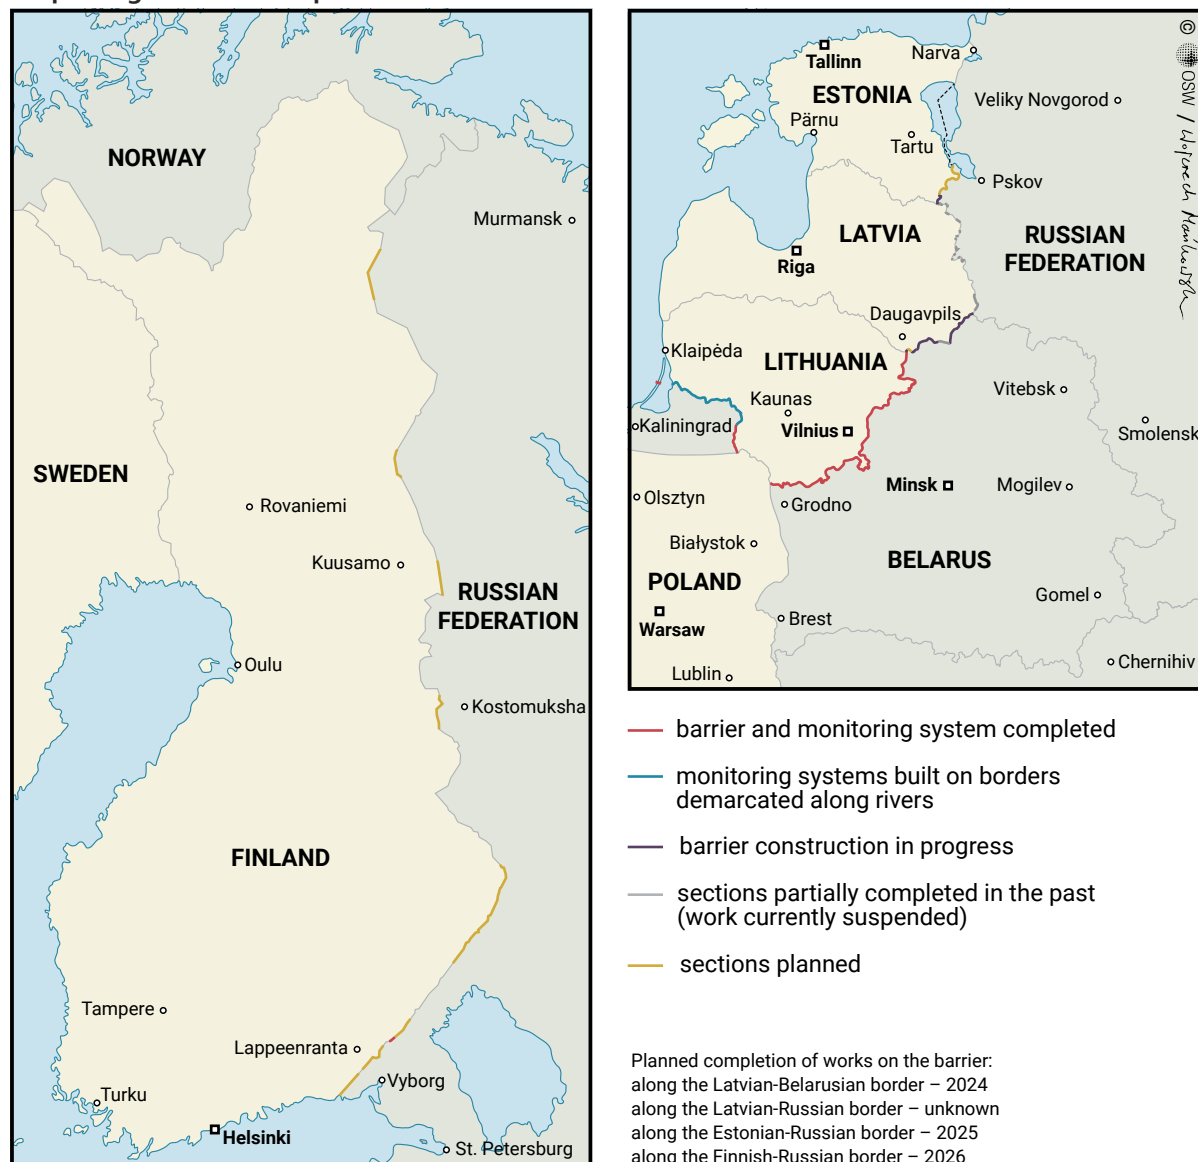 NORWAY
Murmansk
SWEDEN
Rovaniemi
Kuusamo
RUSSIAN
FEDERATION
Oulu
Kostomuksha
FINLAND
Tampere
Lappeenranta
Vyborg
Turku
Helsinki
St. Petersburg
Tallinn
Narva
ESTONIA
Veliky Novgorod
Pärnu
Tartu
Pskov
LATVIA
RUSSIAN
FEDERATION
Riga
Daugavpils
Klaipėda
LITHUANIA
Vitebsk
Kaunas
Kaliningrad
Vilnius
Smolensk
Minsk
Mogilev
Olsztyn
Grodno
Białystok
BELARUS
POLAND
Gomel
Warsaw
Brest
Lublin
Chernihiv
© OSW / Wojciech Mańkowski
barrier and monitoring system completed
monitoring systems built on borders
demarcated along rivers
barrier construction in progress
sections partially completed in the past
(work currently suspended)
sections planned
Planned completion of works on the barrier:
along the Latvian-Belarusian border – 2024
along the Latvian-Russian border – unknown
along the Estonian-Russian border – 2025
along the Finnish-Russian border – 2026